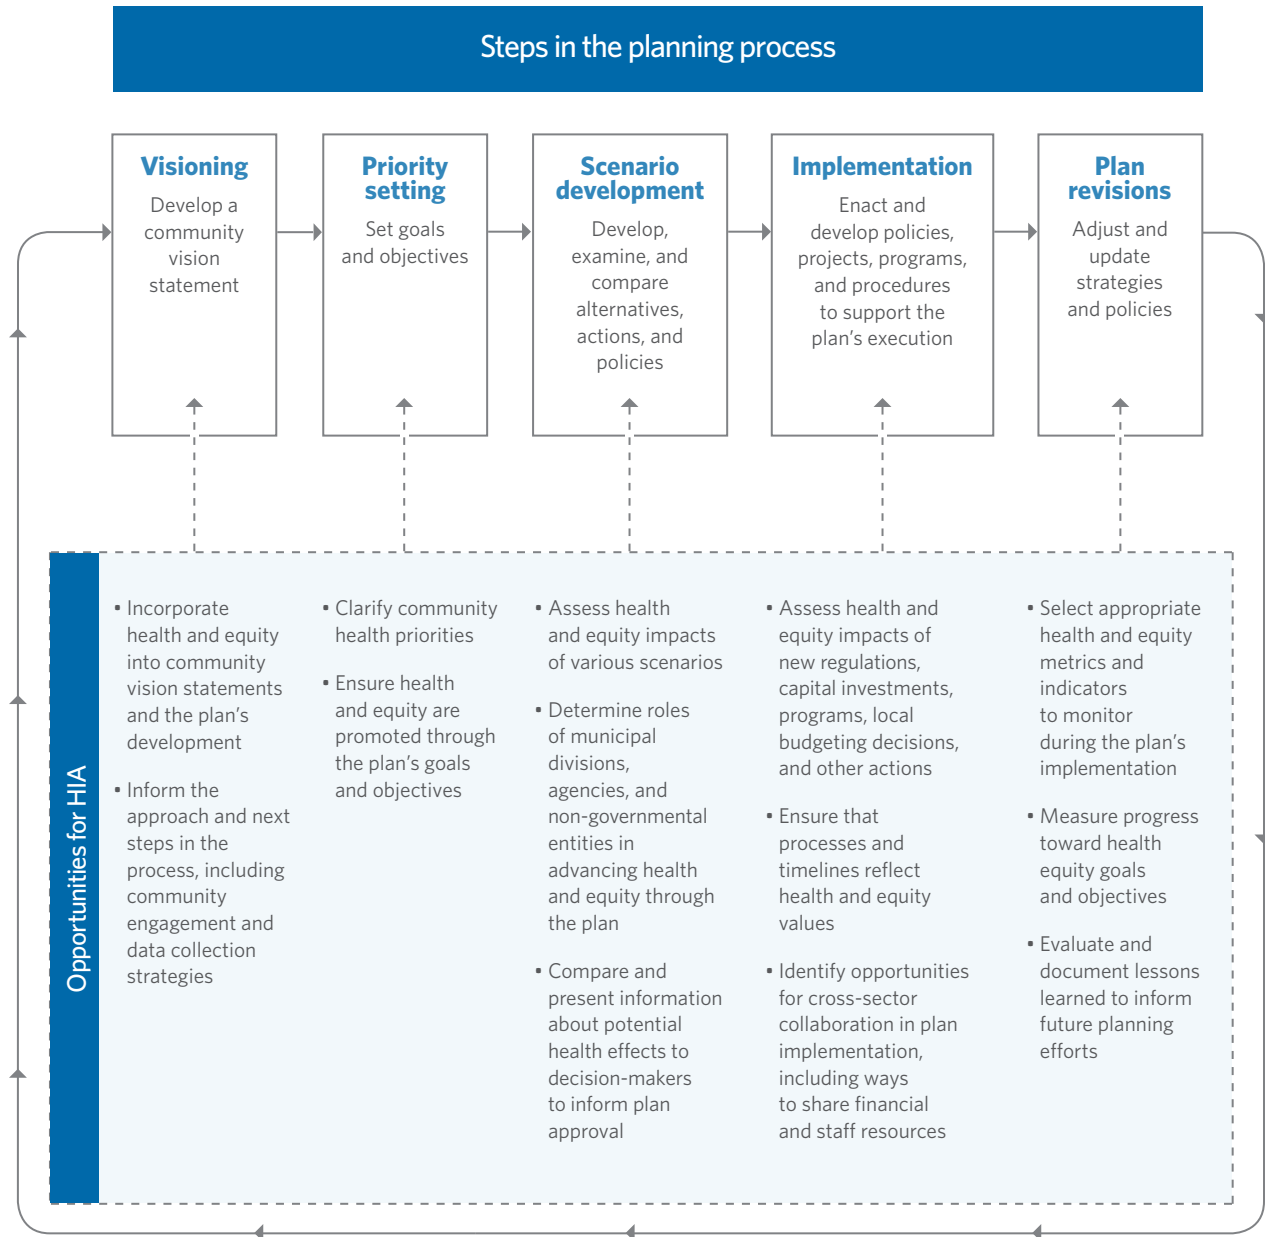 Steps in the planning process
Visioning
Develop a
community
vision
statement
Priority
setting
Set goals
and objectives
Scenario
development
Develop,
examine, and
compare
alternatives,
actions, and
policies
Implementation
Enact and
develop policies,
projects, programs,
and procedures
to support the
plan’s execution
Plan
revisions
Adjust and
update
strategies
and policies
Opportunities for HIA
▪ Incorporate
health and equity
into community
vision statements
and the plan’s
development
▪ Inform the
approach and next
steps in the
process, including
community
engagement and
data collection
strategies
▪ Clarify community
health priorities
▪ Ensure health
and equity are
promoted through
the plan’s goals
and objectives
▪ Assess health
and equity impacts
of various scenarios
▪ Determine roles
of municipal
divisions,
agencies, and
non-governmental
entities in
advancing health
and equity through
the plan
▪ Compare and
present information
about potential
health effects to
decision-makers
to inform plan
approval
▪ Assess health and
equity impacts of
new regulations,
capital investments,
programs, local
budgeting decisions,
and other actions
▪ Ensure that
processes and
timelines reflect
health and equity
values
▪ Identify opportunities
for cross-sector
collaboration in plan
implementation,
including ways
to share financial
and staff resources
▪ Select appropriate
health and equity
metrics and
indicators
to monitor
during the plan’s
implementation
▪ Measure progress
toward health
equity goals
and objectives
▪ Evaluate and
document lessons
learned to inform
future planning
efforts